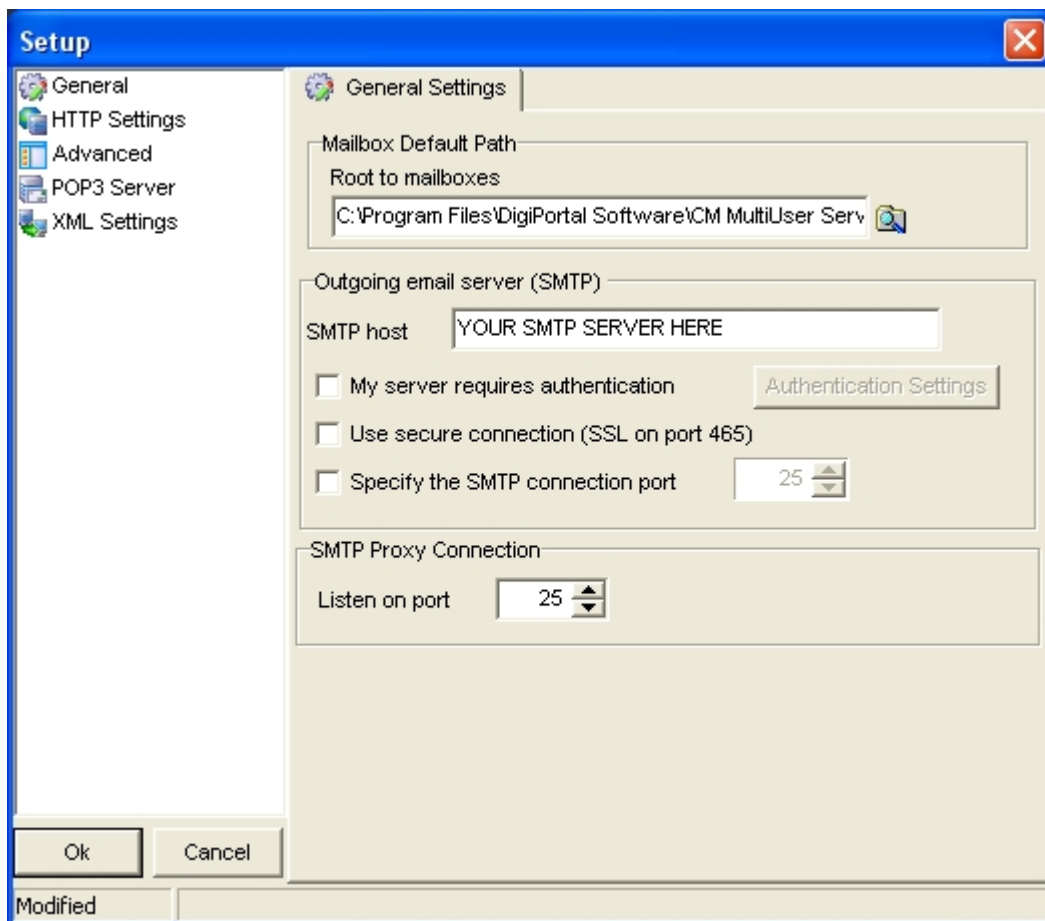 Setup
General
HTTP Settings
Advanced
POP3 Server
XML Settings
General Settings
Mailbox Default Path
Root to mailboxes
C:\Program Files\DigiPortal Software\CM MultiUser Serv
Outgoing email server (SMTP)
SMTP host YOUR SMTP SERVER HERE
My server requires authentication Authentication Settings
Use secure connection (SSL on port 465)
Specify the SMTP connection port 25
SMTP Proxy Connection
Listen on port 25
Ok Cancel
Modified